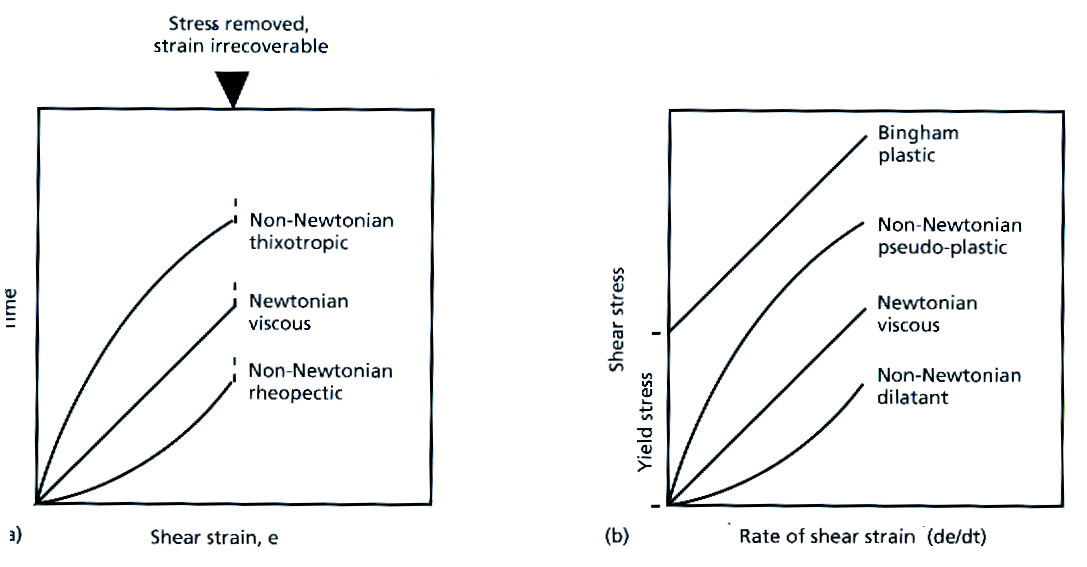 Stress removed,
strain irrecoverable
Non-Newtonian
thixotropic
Newtonian
viscous
Non-Newtonian
rheopectic
Shear strain, e
a)
Bingham
plastic
Non-Newtonian
pseudo-plastic
Newtonian
viscous
Non-Newtonian
dilatant
Shear stress
Yield stress
(b)
Rate of shear strain (de/dt)